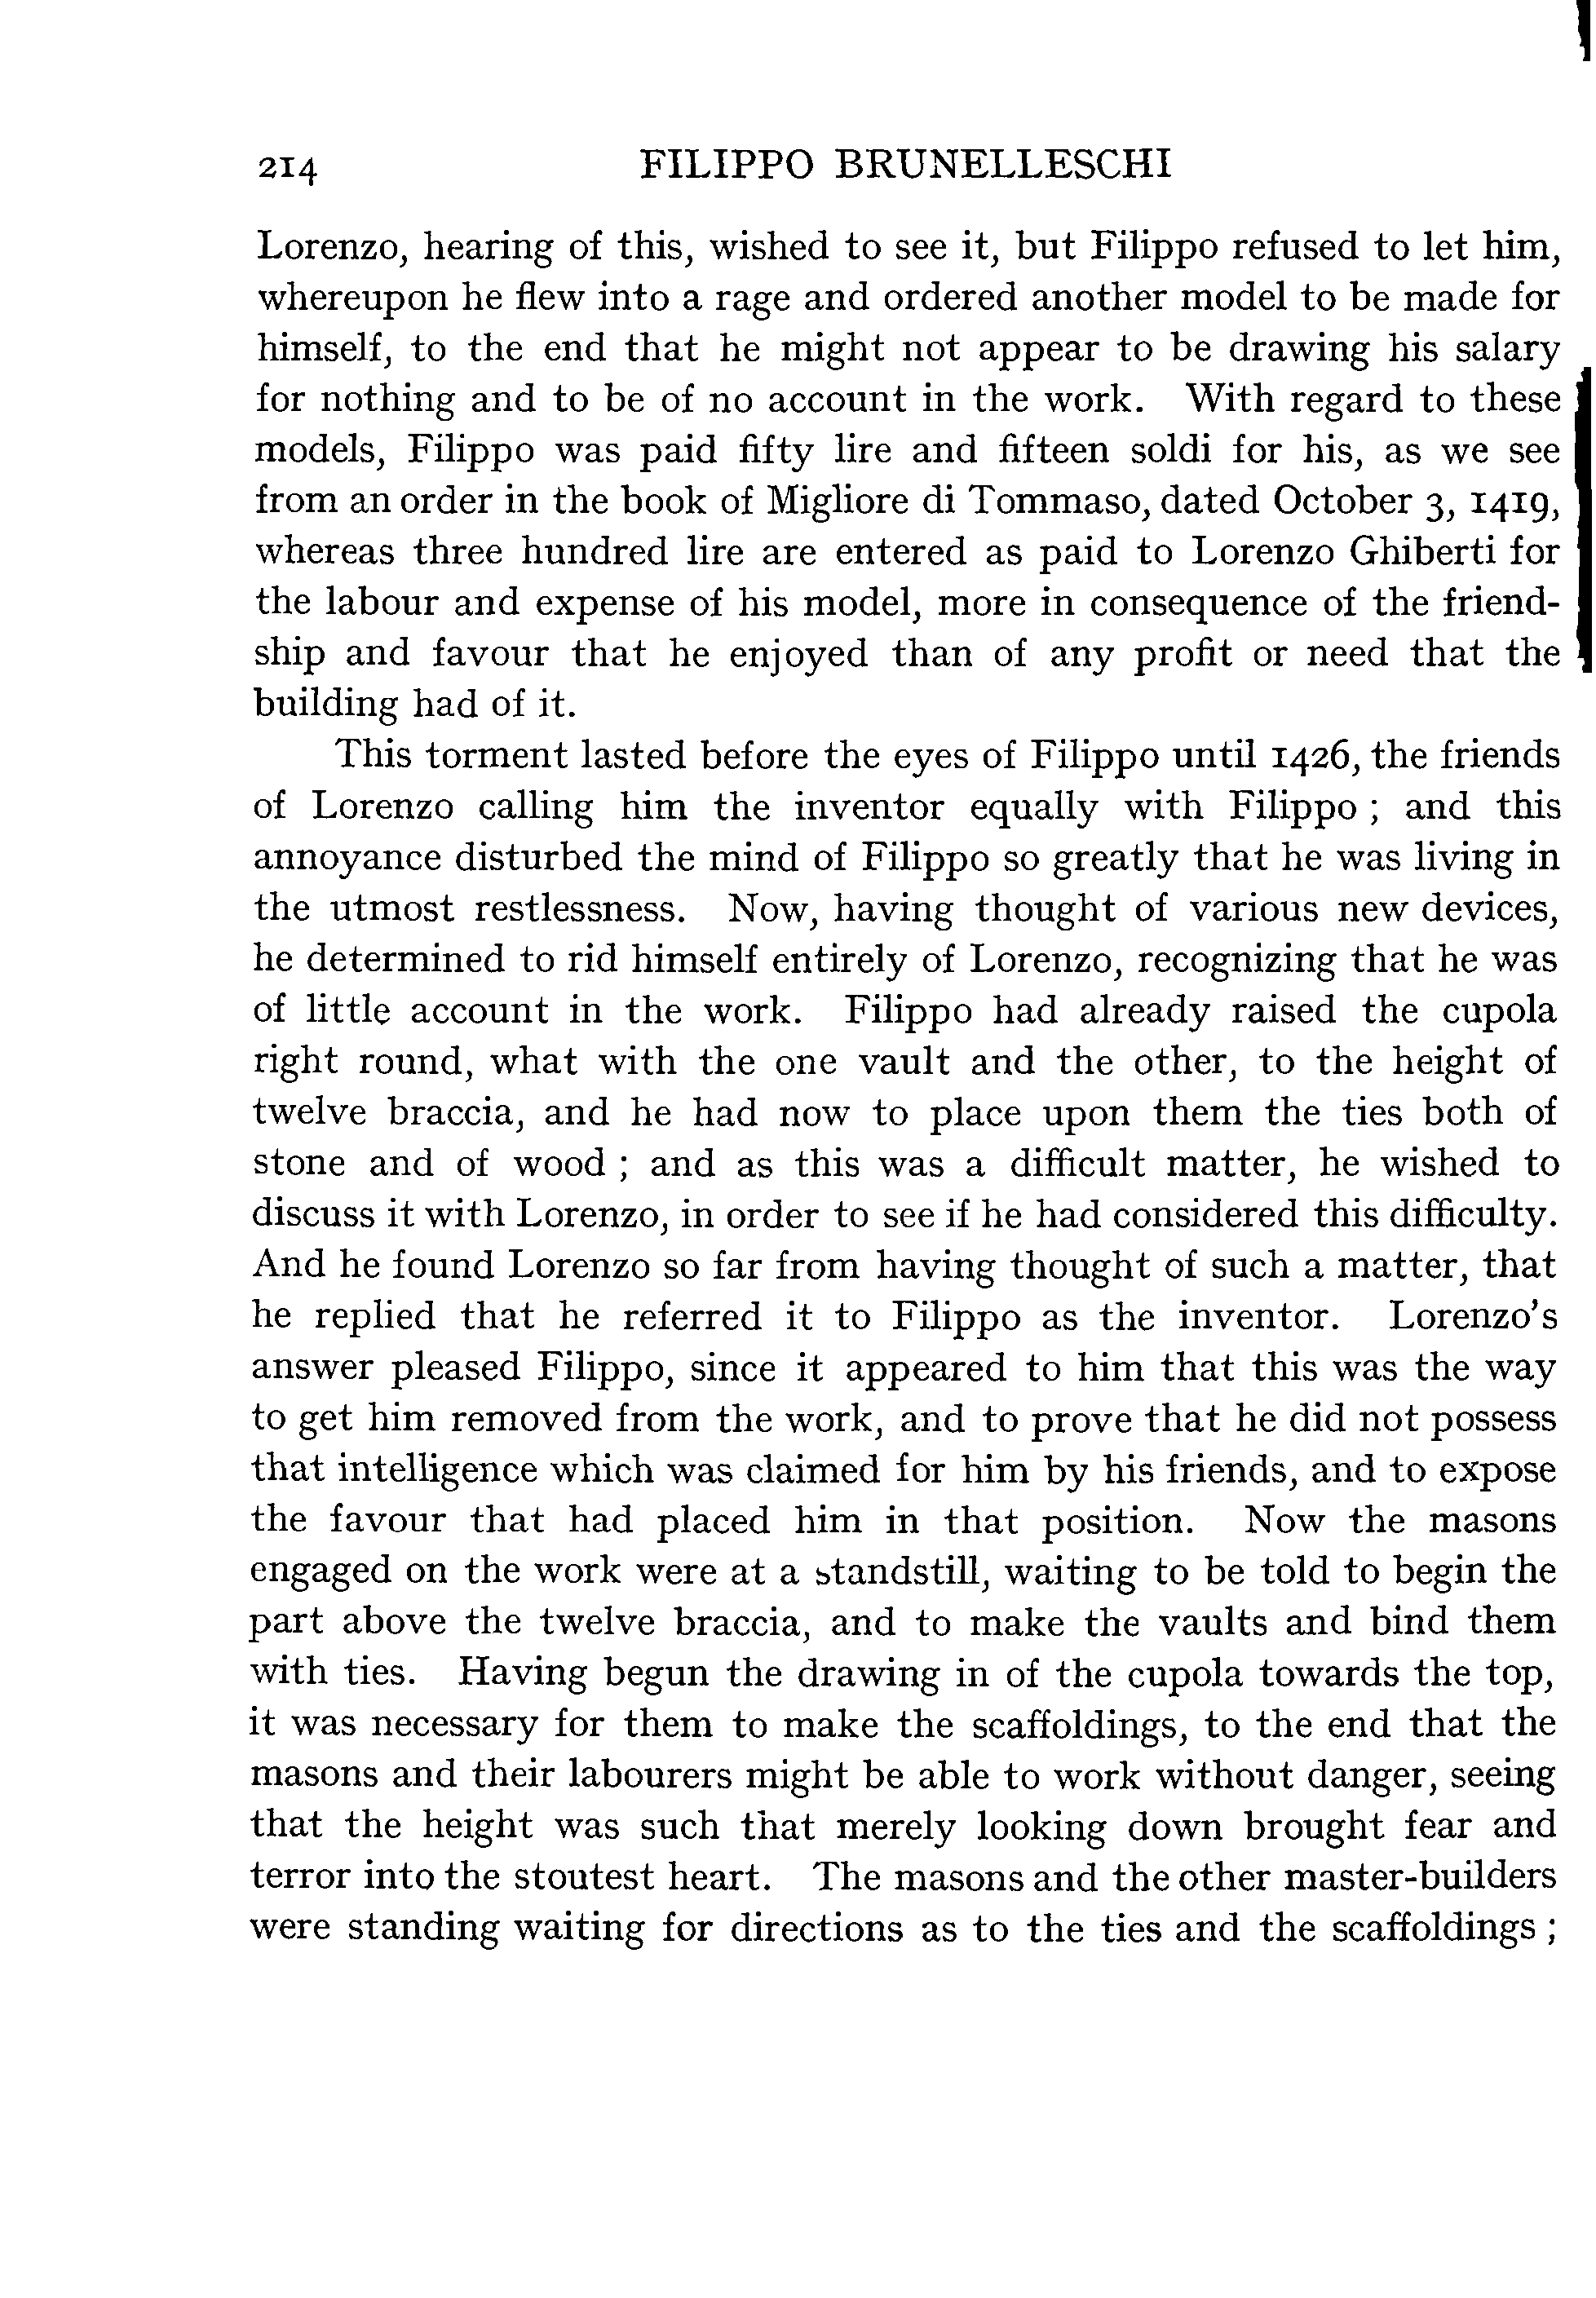 214 FILIPPO BRUNELLESCHI
Lorenzo, hearing of this, wished to see it, but Filippo refused to let him,
whereupon he flew into a rage and ordered another model to be made for
himself, to the end that he might not appear to be drawing his salary
for nothing and to be of no account in the work. With regard to these
models, Filippo was paid fifty lire and fifteen soldi for his, as we see
from an order in the book of Migliore di Tommaso, dated October 3, 1419,
whereas three hundred lire are entered as paid to Lorenzo Ghiberti for
the labour and expense of his model, more in consequence of the friend-
ship and favour that he enjoyed than of any profit or need that the
building had of it.
This torment lasted before the eyes of Filippo until 1426, the friends
of Lorenzo calling him the inventor equally with Filippo ; and this
annoyance disturbed the mind of Filippo so greatly that he was living in
the utmost restlessness. Now, having thought of various new devices,
he determined to rid himself entirely of Lorenzo, recognizing that he was
of little account in the work. Filippo had already raised the cupola
right round, what with the one vault and the other, to the height of
twelve braccia, and he had now to place upon them the ties both of
stone and of wood ; and as this was a difficult matter, he wished to
discuss it with Lorenzo, in order to see if he had considered this difficulty.
And he found Lorenzo so far from having thought of such a matter, that
he replied that he referred it to Filippo as the inventor. Lorenzo's
answer pleased Filippo, since it appeared to him that this was the way
to get him removed from the work, and to prove that he did not possess
that intelligence which was claimed for him by his friends, and to expose
the favour that had placed him in that position. Now the masons
engaged on the work were at a standstill, waiting to be told to begin the
part above the twelve braccia, and to make the vaults and bind them
with ties. Having begun the drawing in of the cupola towards the top,
it was necessary for them to make the scaffoldings, to the end that the
masons and their labourers might be able to work without danger, seeing
that the height was such that merely looking down brought fear and
terror into the stoutest heart. The masons and the other master-builders
were standing waiting for directions as to the ties and the scaffoldings ;